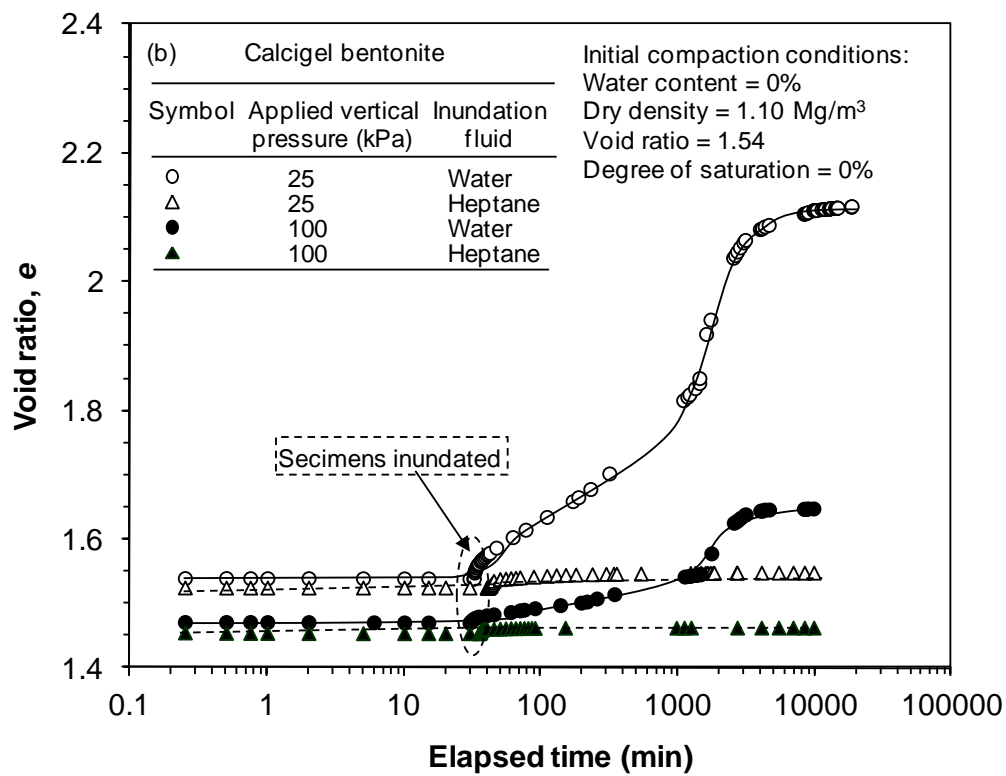 2.4
2.2
2
1.8
1.6
1.4
Void ratio, e
(b) Calcigel bentonite
Symbol Applied vertical pressure (kPa) Inundation fluid
○ 25 Water
△ 25 Heptane
● 100 Water
▲ 100 Heptane
Initial compaction conditions:
Water content = 0%
Dry density = 1.10 Mg/m³
Void ratio = 1.54
Degree of saturation = 0%
Secimens inundated
0.1 1 10 100 1000 10000 100000
Elapsed time (min)